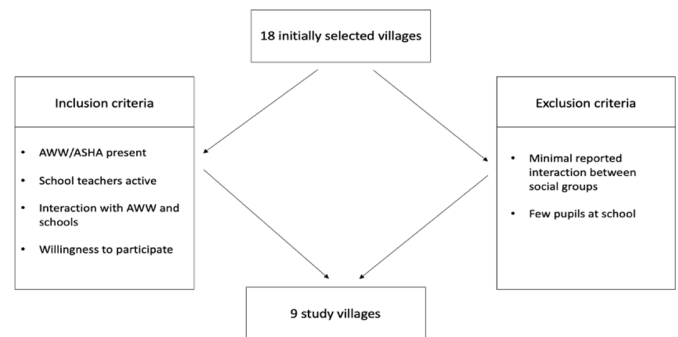 18 initially selected villages
Inclusion criteria
• AWW/ASHA present
• School teachers active
• Interaction with AWW and
schools
• Willingness to participate
Exclusion criteria
• Minimal reported
interaction between
social groups
• Few pupils at school
9 study villages